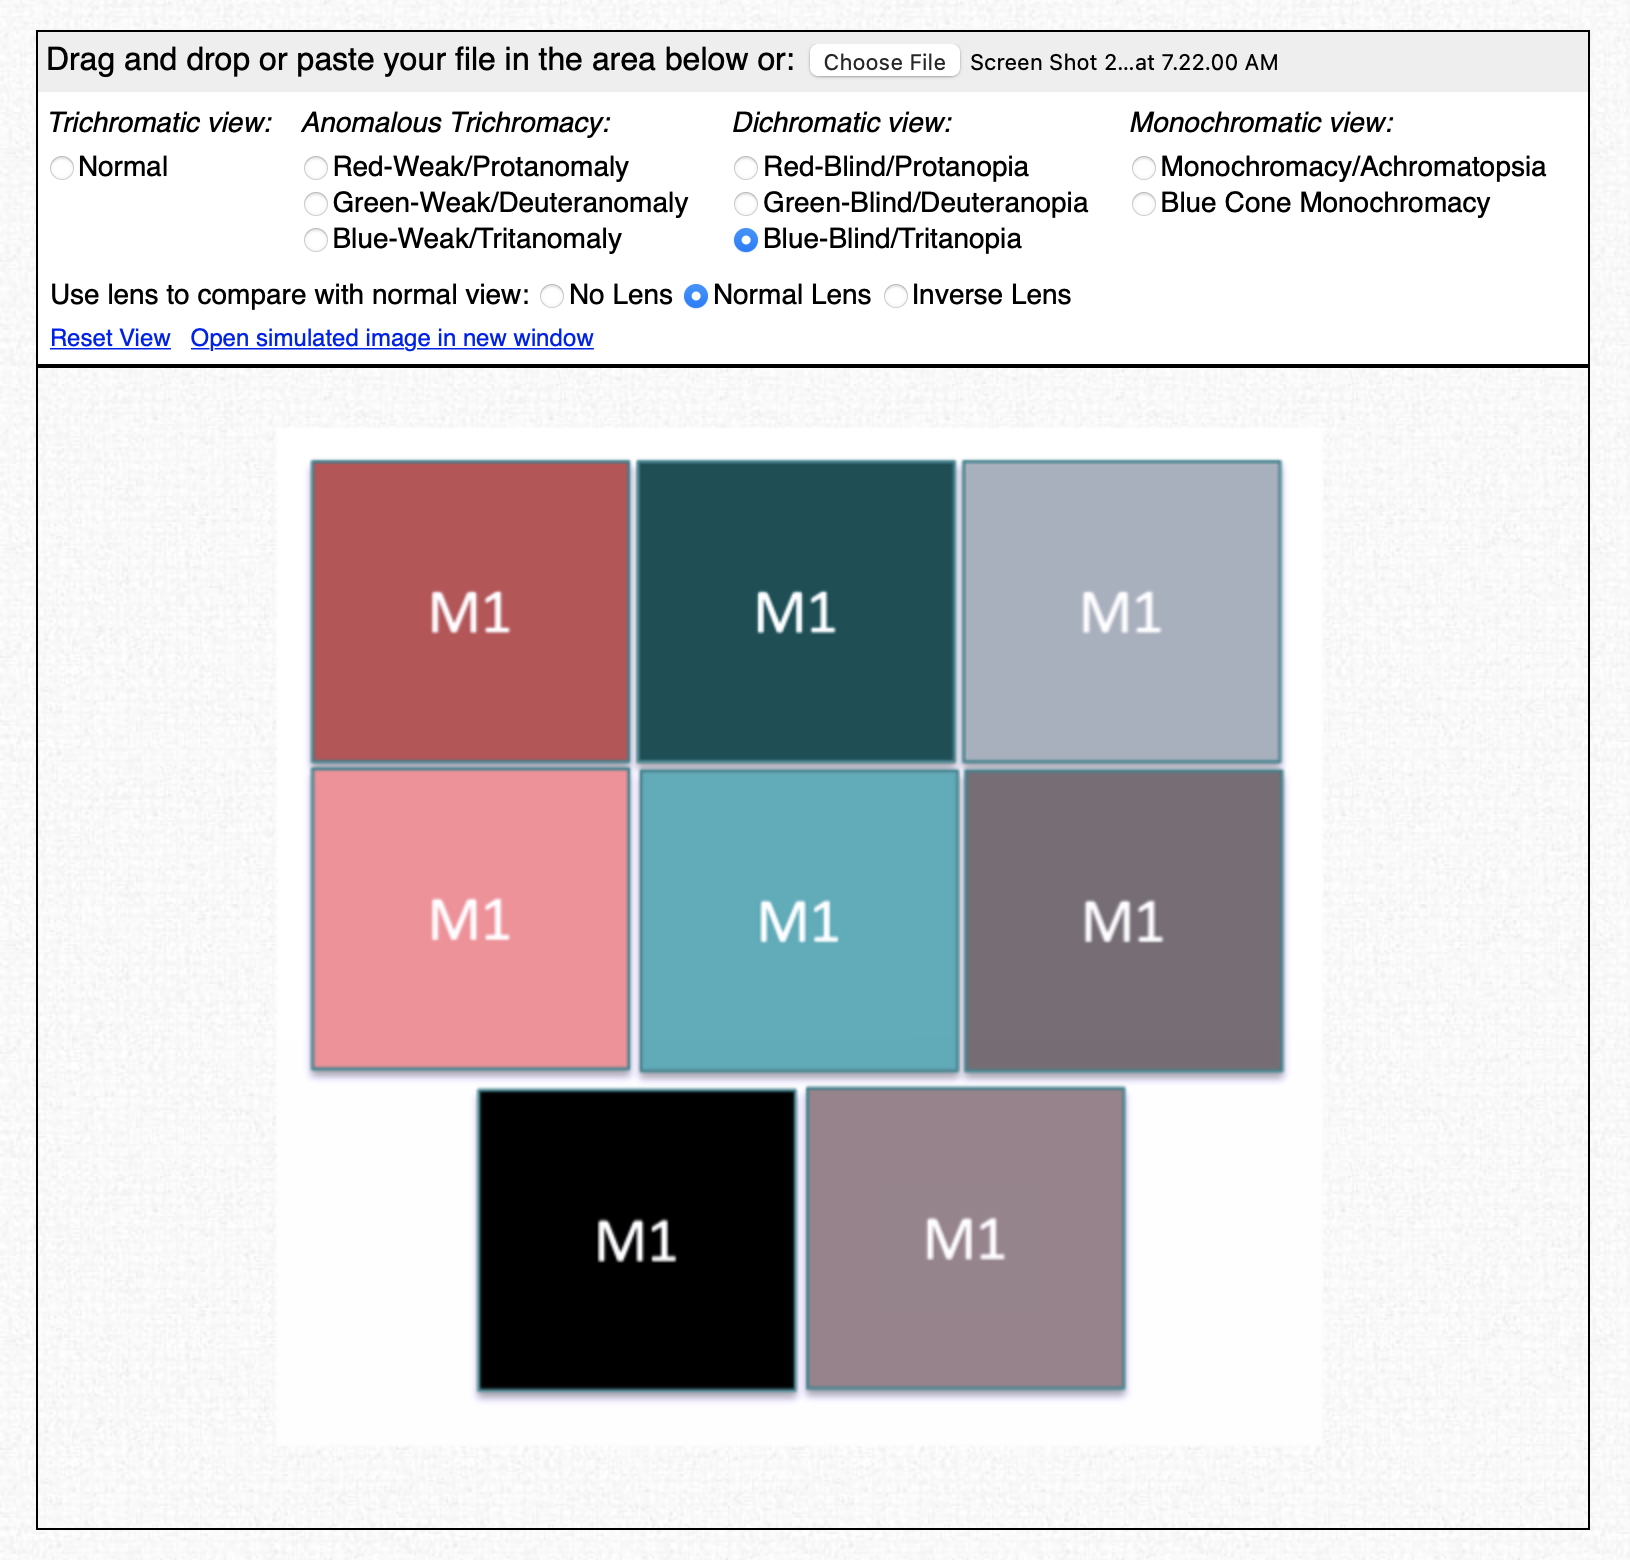 Drag and drop or paste your file in the area below or: Choose File Screen Shot 2...at 7.22.00 AM
Trichromatic view: Anomalous Trichromacy: Dichromatic view: Monochromatic view:
Normal Red-Weak/Protanomaly Red-Blind/Protanopia Monochromacy/Achromatopsia
Green-Weak/Deuteranomaly Green-Blind/Deuteranopia Blue Cone Monochromacy
Blue-Weak/Tritanomaly Blue-Blind/Tritanopia
Use lens to compare with normal view: No Lens Normal Lens Inverse Lens
Reset View Open simulated image in new window
M1 M1 M1
M1 M1 M1
M1 M1